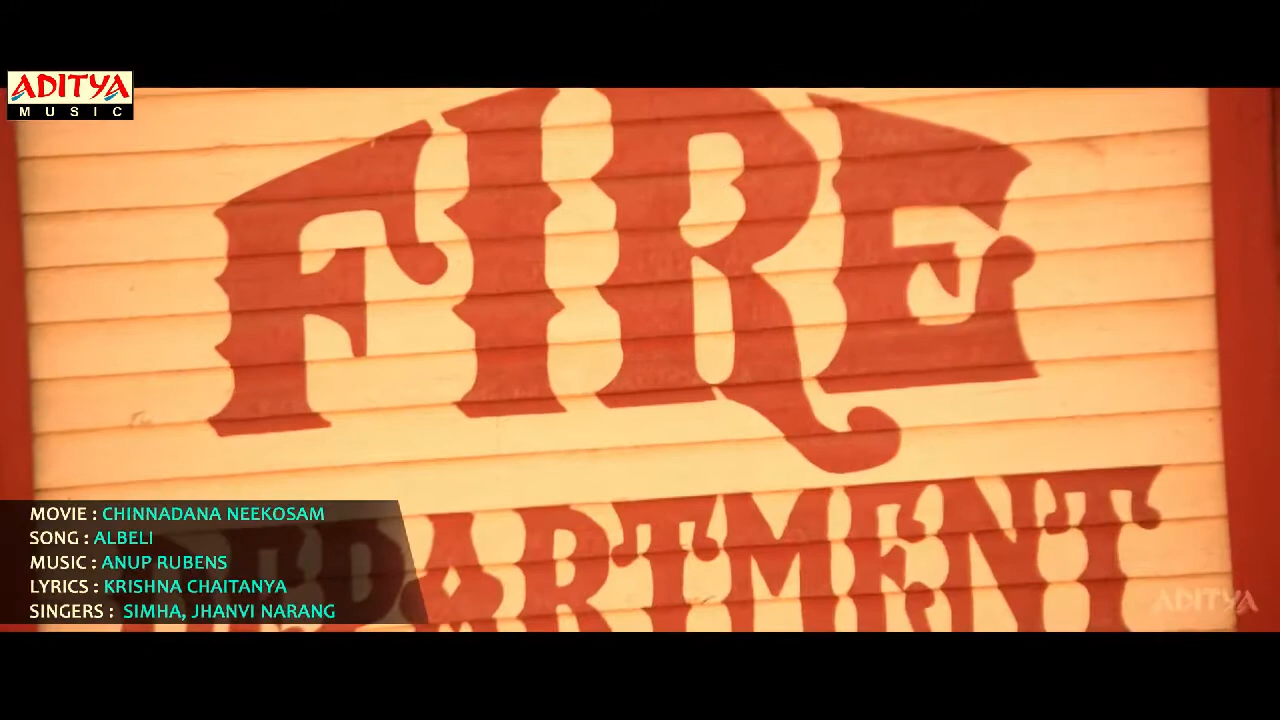 ADITYA
MUSIC
FIRE
DEPARTMENT
MOVIE : CHINNADANA NEEKOSAM
SONG : ALBELI
MUSIC : ANUP RUBENS
LYRICS : KRISHNA CHAITANYA
SINGERS : SIMHA, JHANVI NARANG
ADITYA